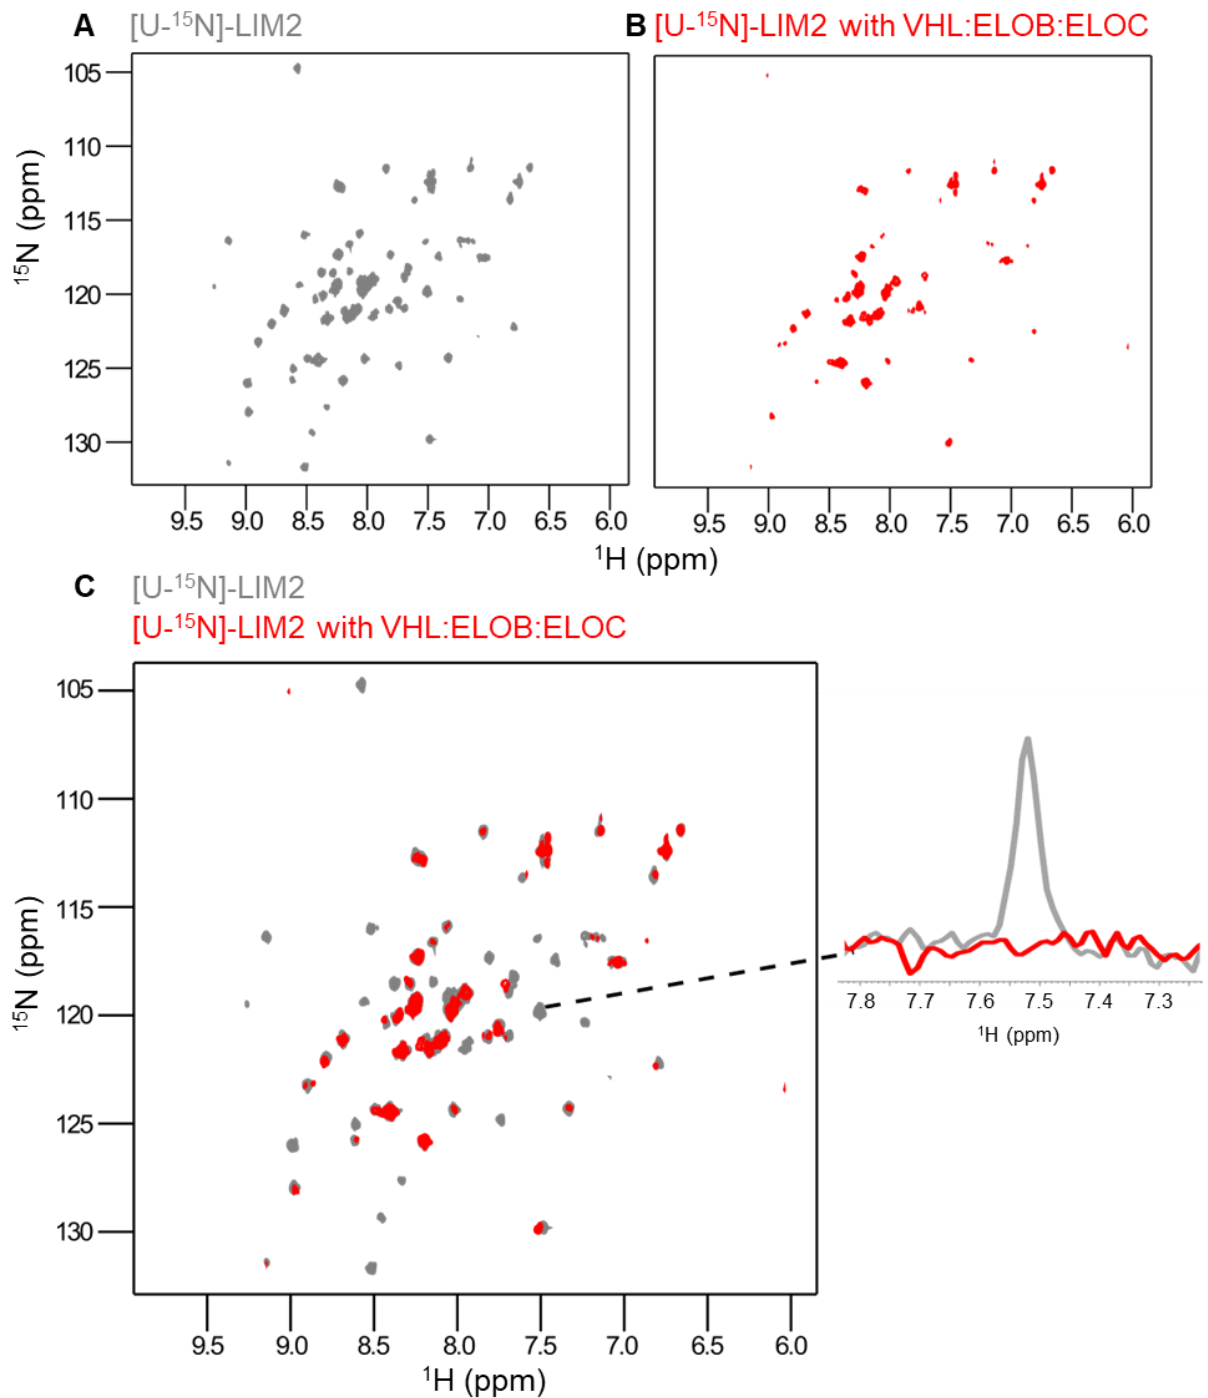 A [U-¹⁵N]-LIM2
B [U-¹⁵N]-LIM2 with VHL:ELOB:ELOC
¹⁵N (ppm)
105
110
115
120
125
130
9.5 9.0 8.5 8.0 7.5 7.0 6.5 6.0
9.5 9.0 8.5 8.0 7.5 7.0 6.5 6.0
¹H (ppm)
C [U-¹⁵N]-LIM2
[U-¹⁵N]-LIM2 with VHL:ELOB:ELOC
¹⁵N (ppm)
105
110
115
120
125
130
9.5 9.0 8.5 8.0 7.5 7.0 6.5 6.0
¹H (ppm)
7.8 7.7 7.6 7.5 7.4 7.3
¹H (ppm)